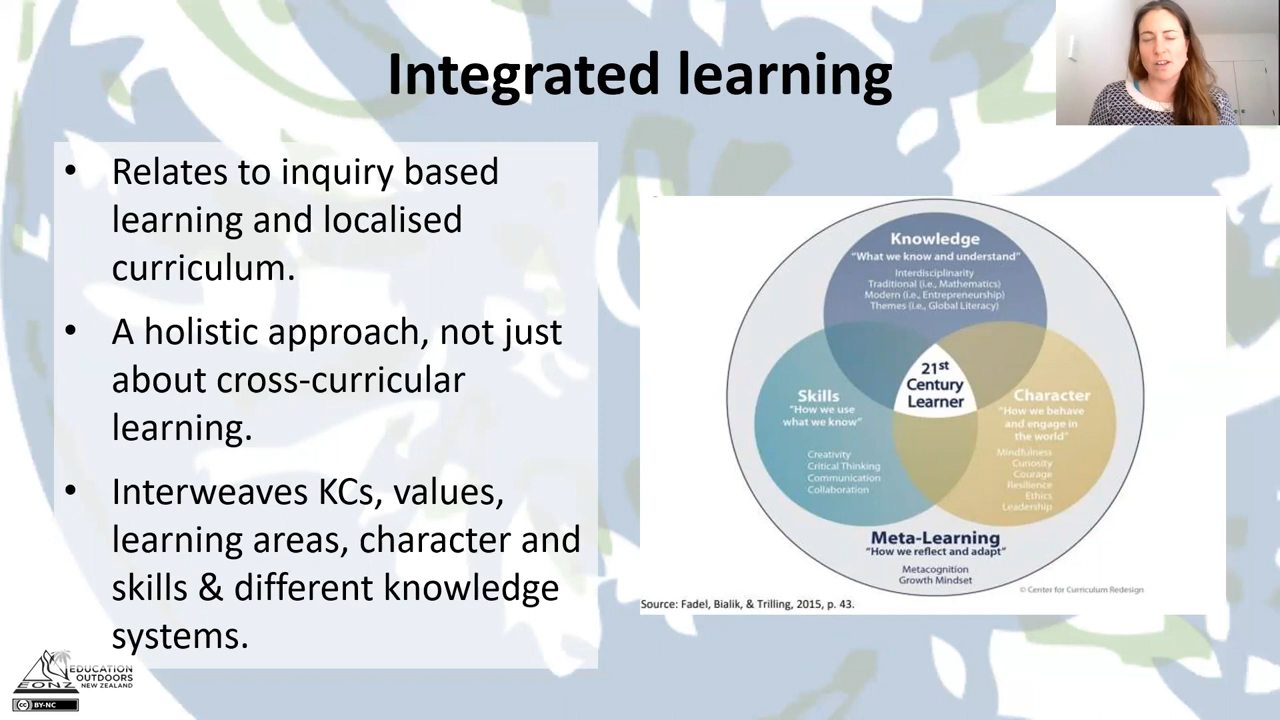 Integrated learning
• Relates to inquiry based
learning and localised
curriculum.
• A holistic approach, not just
about cross-curricular
learning.
• Interweaves KCs, values,
learning areas, character and
skills & different knowledge
systems.
Knowledge
"What we know and understand"
Interdisciplinarity
Traditional (i.e., Mathematics)
Modern (i.e., Entrepreneurship)
Themes (i.e., Global Literacy)
21st
Century
Learner
Skills
"How we use
what we know"
Creativity
Critical Thinking
Communication
Collaboration
Character
"How we behave
and engage in
the world"
Mindfulness
Curiosity
Courage
Resilience
Ethics
Leadership
Meta-Learning
"How we reflect and adapt"
Metacognition
Growth Mindset
© Center for Curriculum Redesign
Source: Fadel, Bialik, & Trilling, 2015, p. 43.
EDUCATION
OUTDOORS
NEW ZEALAND
EONZ
cc BY-NC